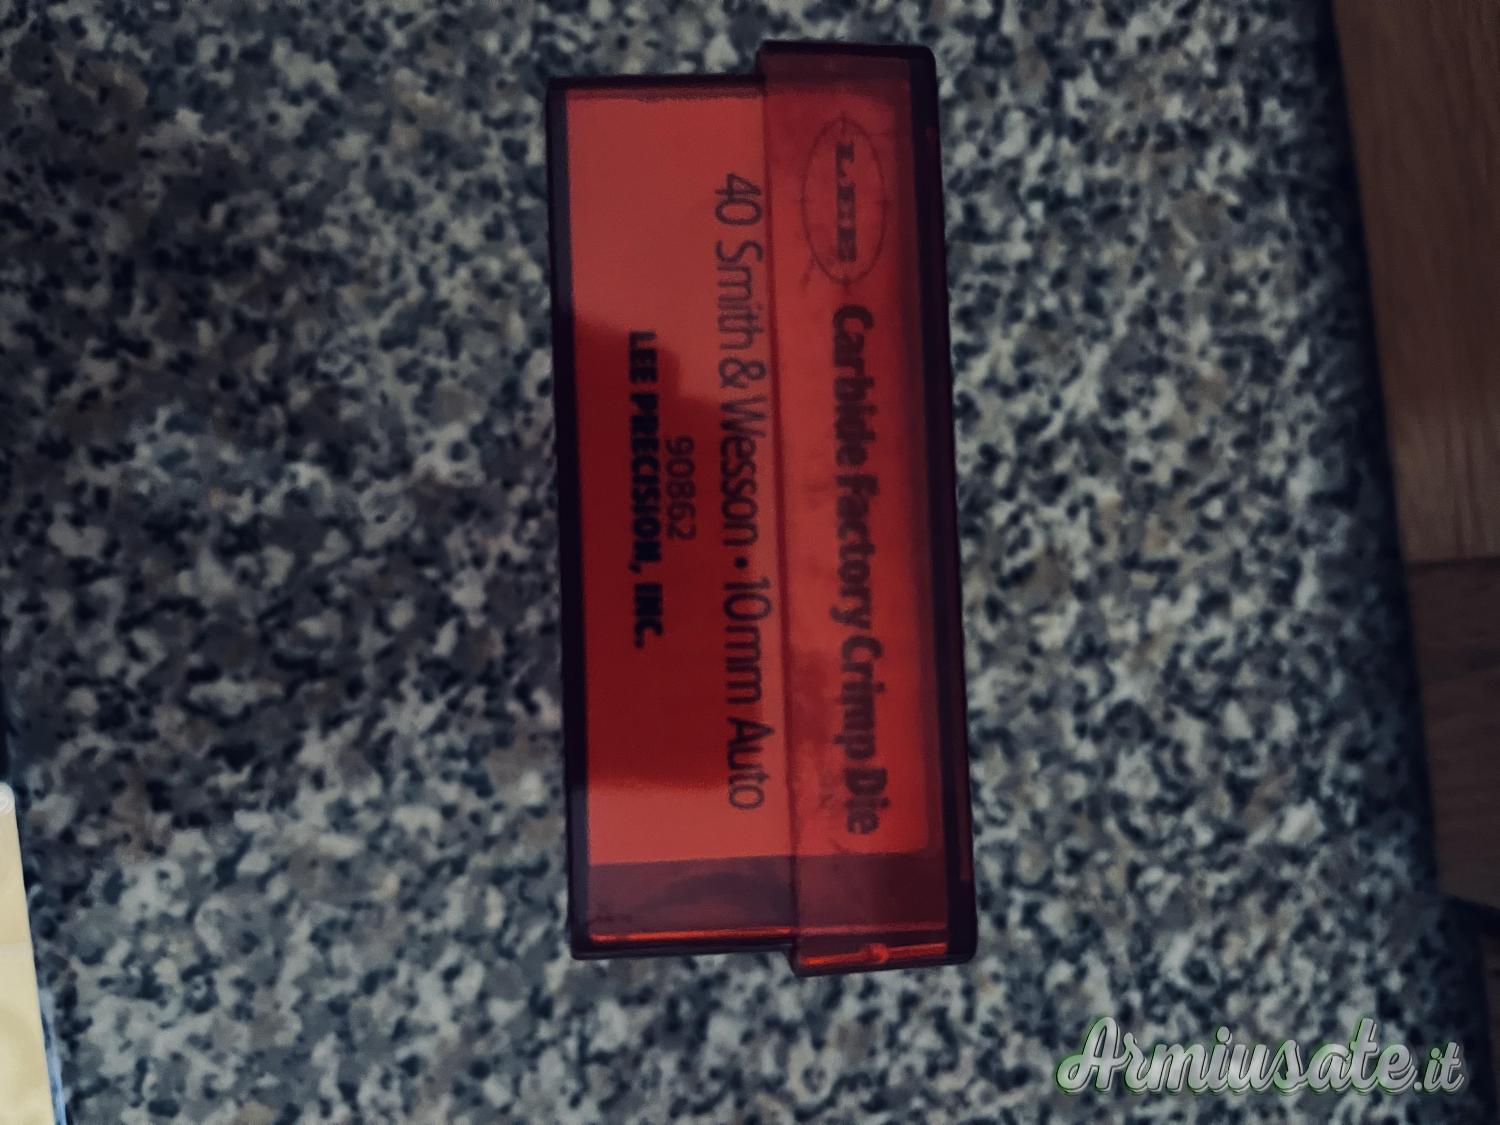 LEE Carbide Factory Crimp Die
40 Smith & Wesson • 10mm Auto
90862
LEE PRECISION, INC.
Armiusate.it